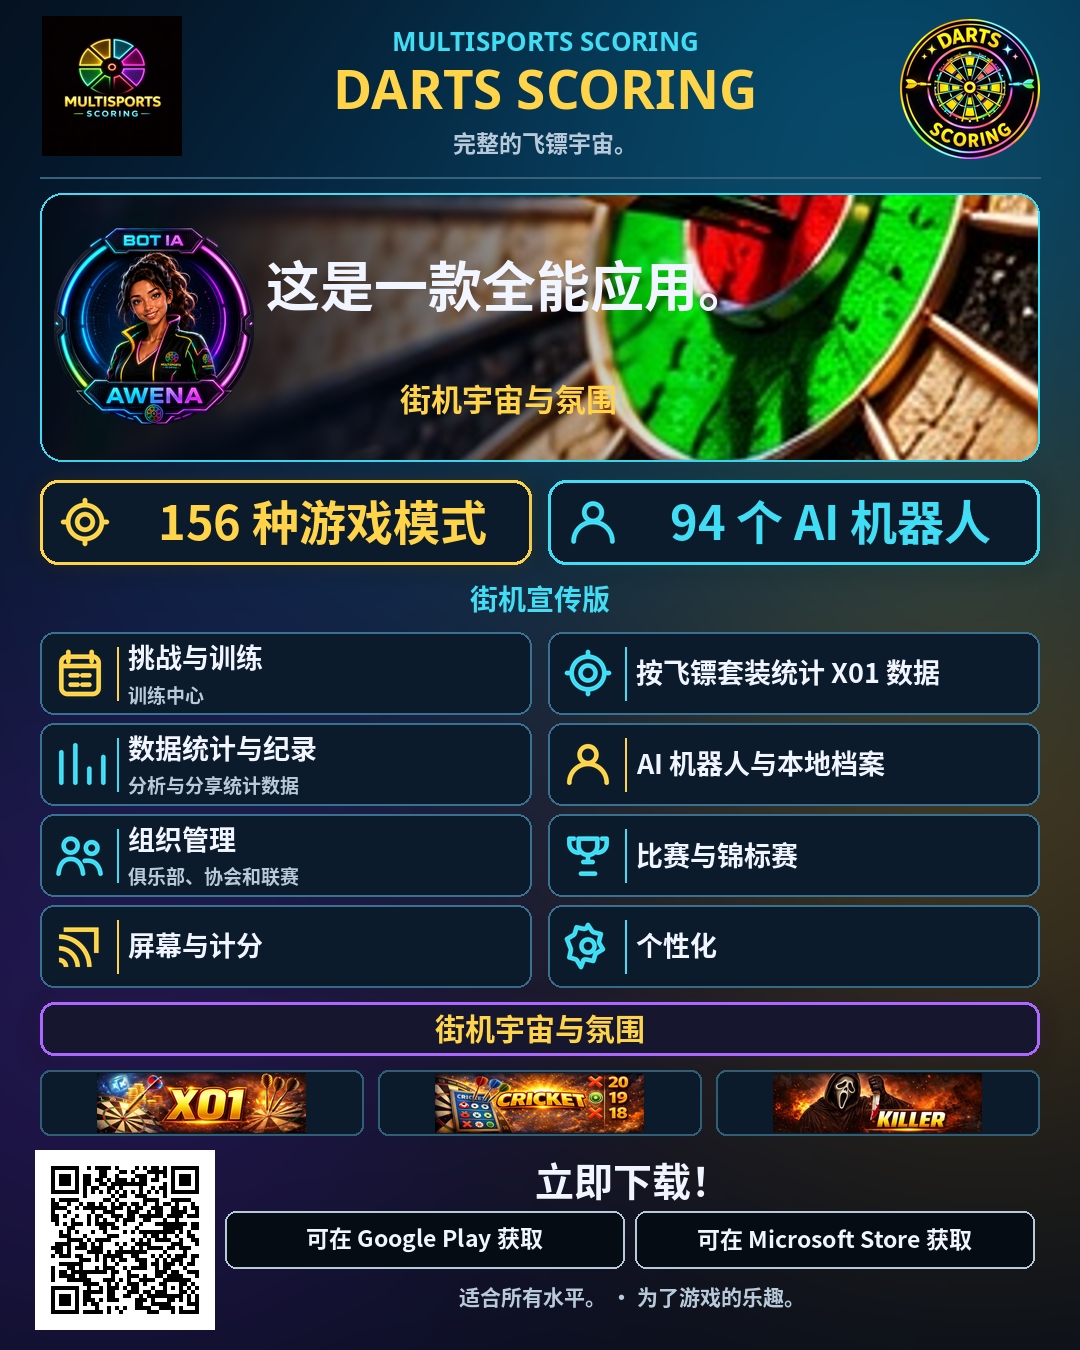 MULTISPORTS
SCORING
MULTISPORTS SCORING
DARTS SCORING
完整的飞镖宇宙。
DARTS
SCORING
BOT IA
AWENA
这是一款全能应用。
街机宇宙与氛围
156 种游戏模式
94 个 AI 机器人
街机宣传版
挑战与训练
训练中心
按飞镖套装统计 X01 数据
数据统计与纪录
分析与分享统计数据
AI 机器人与本地档案
组织管理
俱乐部、协会和联赛
比赛与锦标赛
屏幕与计分
个性化
街机宇宙与氛围
X01
CRICKET
CRICKET
20
19
18
KILLER
立即下载！
可在 Google Play 获取
可在 Microsoft Store 获取
适合所有水平。 • 为了游戏的乐趣。